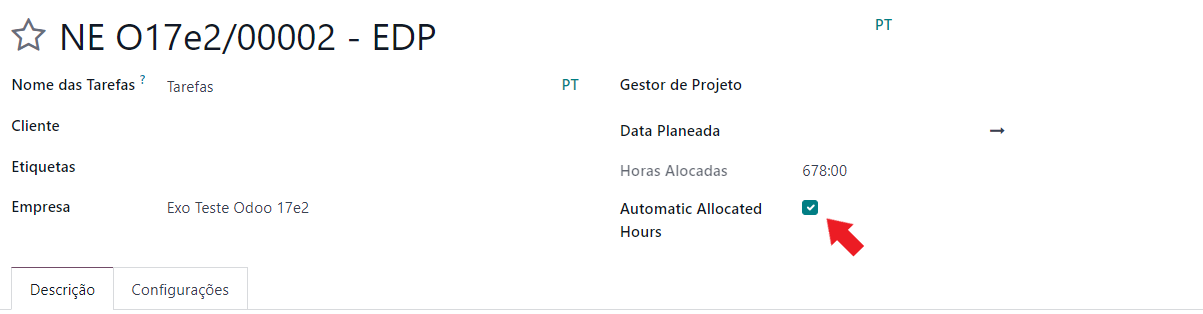 PT
NE O17e2/00002 - EDP
Nome das Tarefas ? Tarefas PT
Gestor de Projeto
Cliente
Data Planeada
Etiquetas
Horas Alocadas 678:00
Empresa Exo Teste Odoo 17e2
Automatic Allocated
Hours
Descrição Configurações